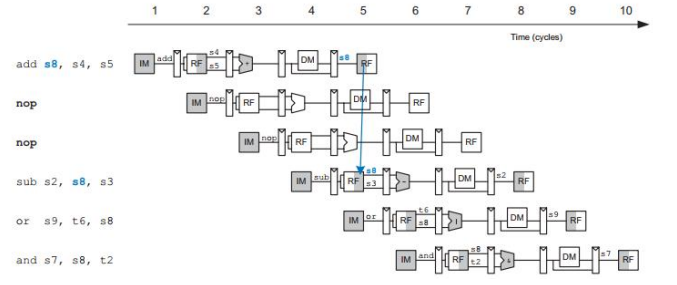 1 2 3 4 5 6 7 8 9 10
Time (cycles)
add s8, s4, s5 IM add RF s4 s5 + DM s8 RF
nop IM nop RF DM RF
nop IM nop RF DM RF
sub s2, s8, s3 IM sub RF s8 s3 - DM s2 RF
or s9, t6, s8 IM or RF t6 s8 | DM s9 RF
and s7, s8, t2 IM and RF s8 t2 & DM s7 RF